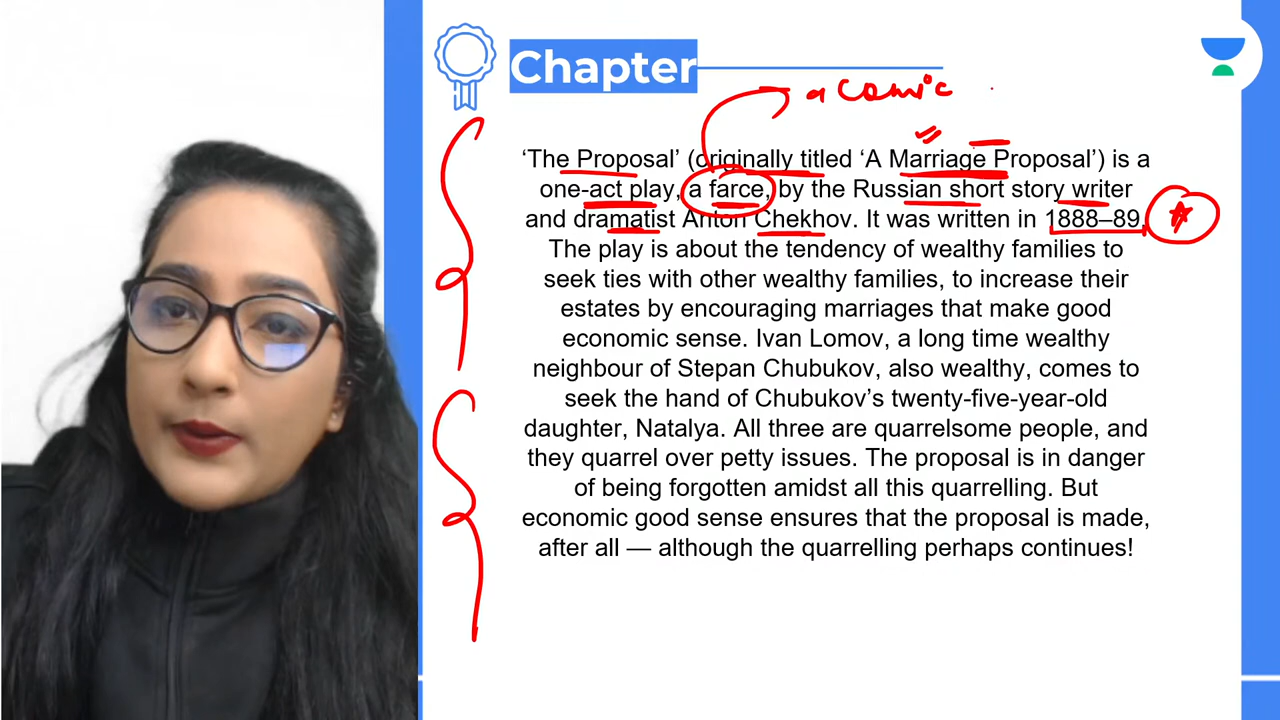 Chapter
a comic
‘The Proposal’ (originally titled ‘A Marriage Proposal’) is a
one-act play, a farce, by the Russian short story writer
and dramatist Anton Chekhov. It was written in 1888–89.
The play is about the tendency of wealthy families to
seek ties with other wealthy families, to increase their
estates by encouraging marriages that make good
economic sense. Ivan Lomov, a long time wealthy
neighbour of Stepan Chubukov, also wealthy, comes to
seek the hand of Chubukov’s twenty-five-year-old
daughter, Natalya. All three are quarrelsome people, and
they quarrel over petty issues. The proposal is in danger
of being forgotten amidst all this quarrelling. But
economic good sense ensures that the proposal is made,
after all — although the quarrelling perhaps continues!